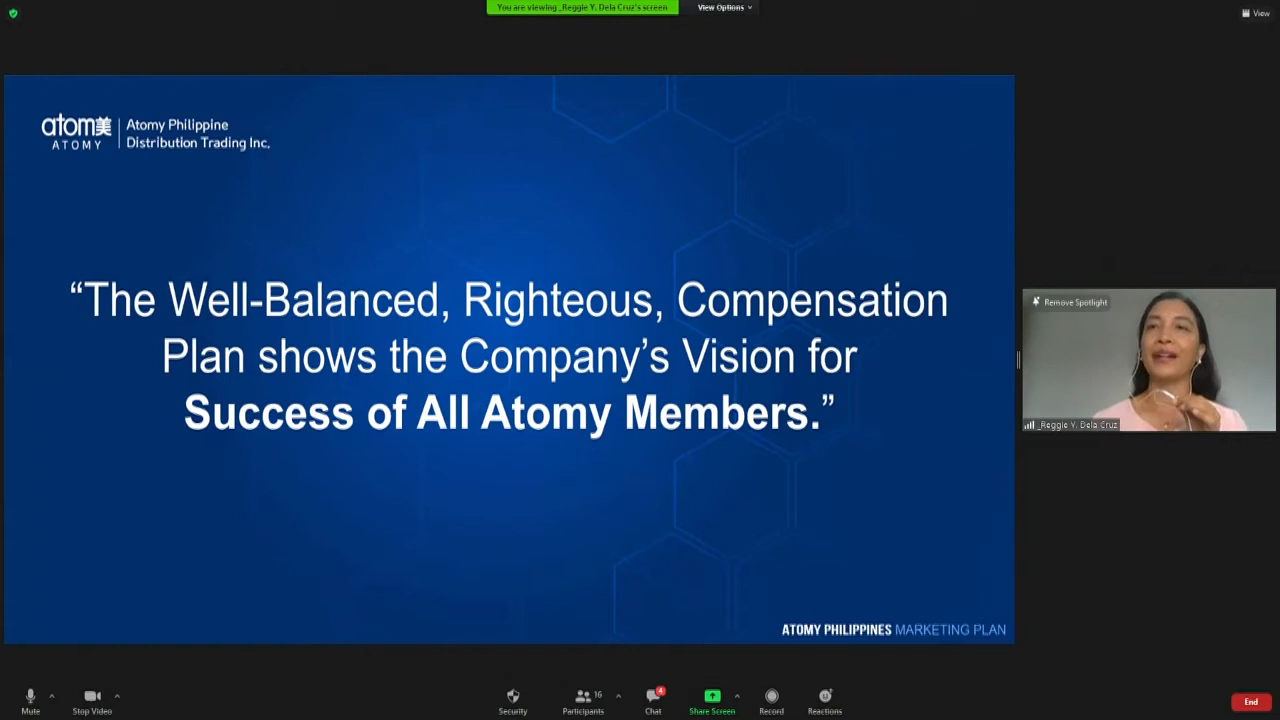 You are viewing _Reggie Y. Dela Cruz's screen
View Options
View
atom美
ATOMY
Atomy Philippine
Distribution Trading Inc.
“The Well-Balanced, Righteous, Compensation
Plan shows the Company’s Vision for
Success of All Atomy Members.”
ATOMY PHILIPPINES MARKETING PLAN
Remove Spotlight
_Reggie Y. Dela Cruz
Mute
Stop Video
Security
Participants
16
Chat
4
Share Screen
Record
Reactions
End